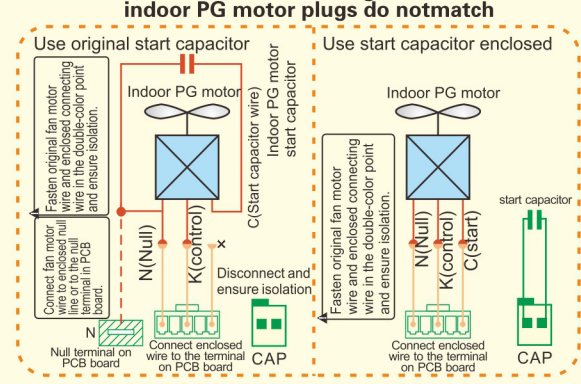 indoor PG motor plugs do notmatch
Use original start capacitor
Fasten original fan motor
wire and enclosed connecting
wire in the double-color point
and ensure isolation.
Connect fan motor
wire to enclosed null
line or to the null
terminal in PCB
board.
Indoor PG motor
C(Start capacitor wire)
Indoor PG motor
start capacitor
N(Null)
K(control)
×
Disconnect and
ensure isolation
N
Null terminal on
PCB board
Connect enclosed
wire to the terminal
on PCB board
CAP
Use start capacitor enclosed
Indoor PG motor
Fasten original fan motor
wire and enclosed connecting
wire in the double-color point
and ensure isolation.
N(Null)
K(control)
C(start)
start capacitor
Connect enclosed
wire to the terminal
on PCB board
CAP